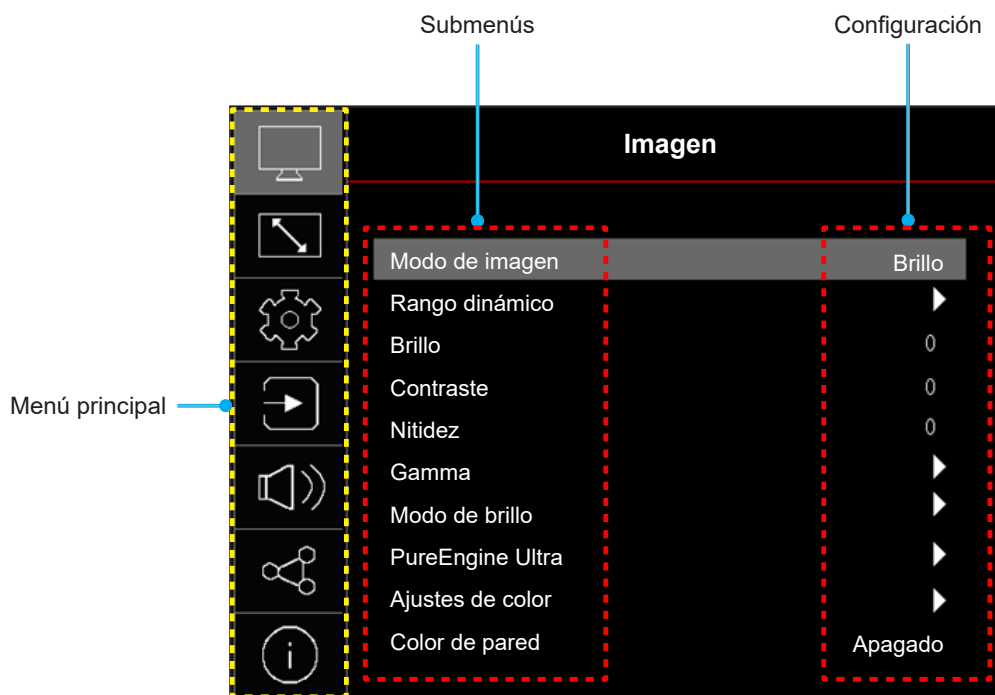 Submenús
Configuración
Imagen
Modo de imagen Brillo
Rango dinámico
Brillo 0
Contraste 0
Menú principal
Nitidez 0
Gamma
Modo de brillo
PureEngine Ultra
Ajustes de color
Color de pared Apagado
i